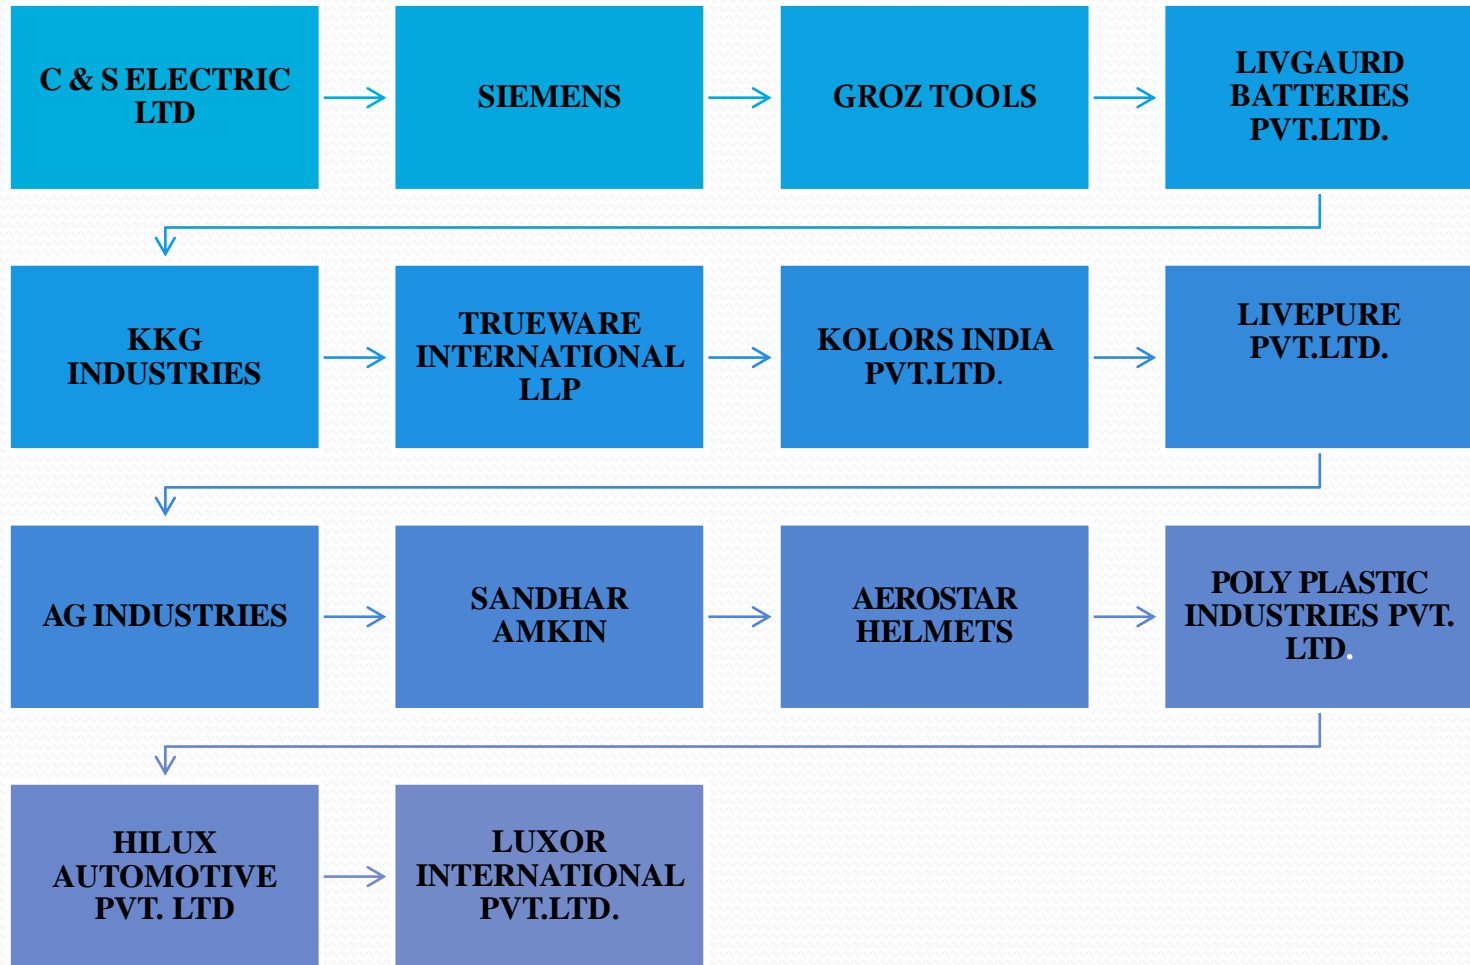 C & S ELECTRIC
LTD
SIEMENS
GROZ TOOLS
LIVGAURD
BATTERIES
PVT.LTD.
KKG
INDUSTRIES
TRUEWARE
INTERNATIONAL
LLP
KOLORS INDIA
PVT.LTD.
LIVEPURE
PVT.LTD.
AG INDUSTRIES
SANDHAR
AMKIN
AEROSTAR
HELMETS
POLY PLASTIC
INDUSTRIES PVT.
LTD.
HILUX
AUTOMOTIVE
PVT. LTD
LUXOR
INTERNATIONAL
PVT.LTD.